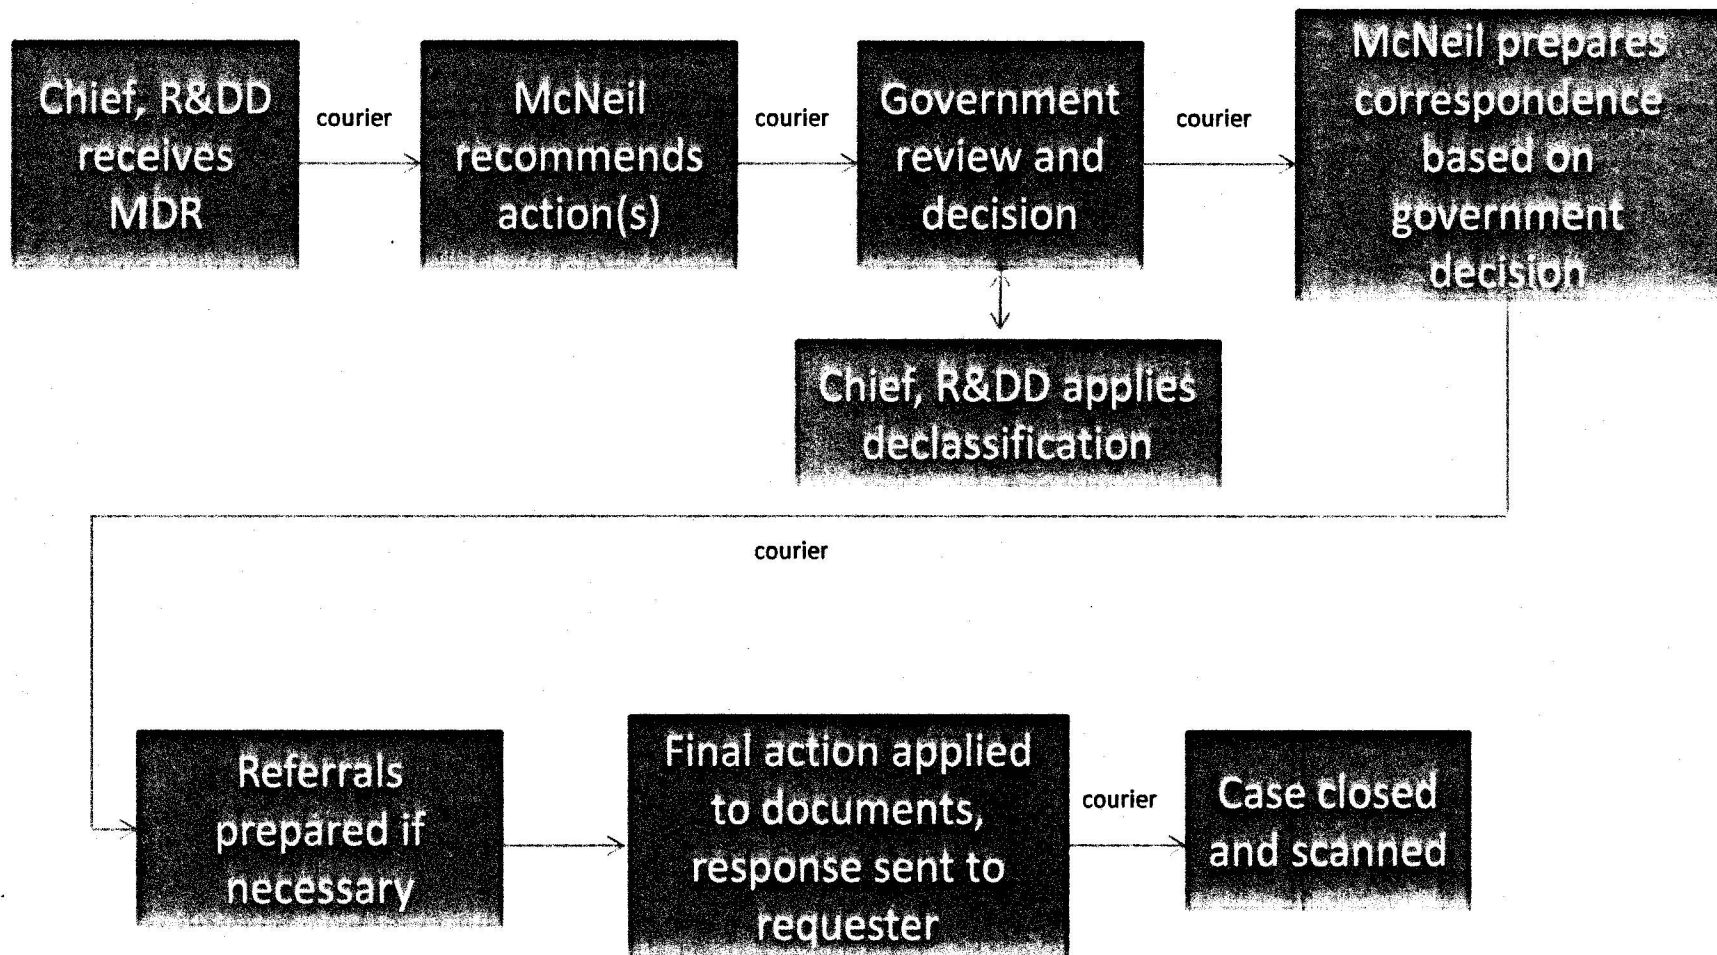 Chief, R&DD
receives
MDR
courier
McNeil
recommends
action(s)
courier
Government
review and
decision
courier
McNeil prepares
correspondence
based on
government
decision
Chief, R&DD applies
declassification
courier
Referrals
prepared if
necessary
Final action applied
to documents,
response sent to
requester
courier
Case closed
and scanned